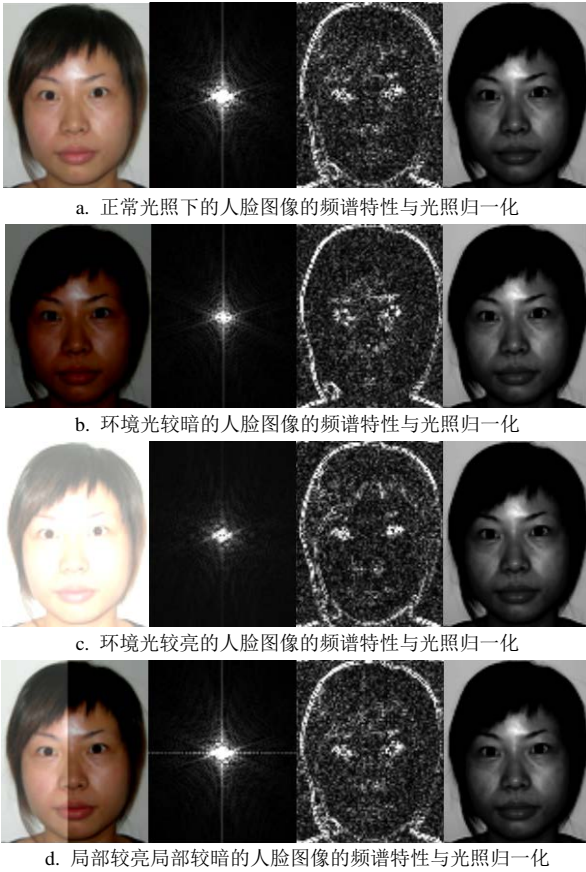 a. 正常光照下的人脸图像的频谱特性与光照归一化
b. 环境光较暗的人脸图像的频谱特性与光照归一化
c. 环境光较亮的人脸图像的频谱特性与光照归一化
d. 局部较亮局部较暗的人脸图像的频谱特性与光照归一化